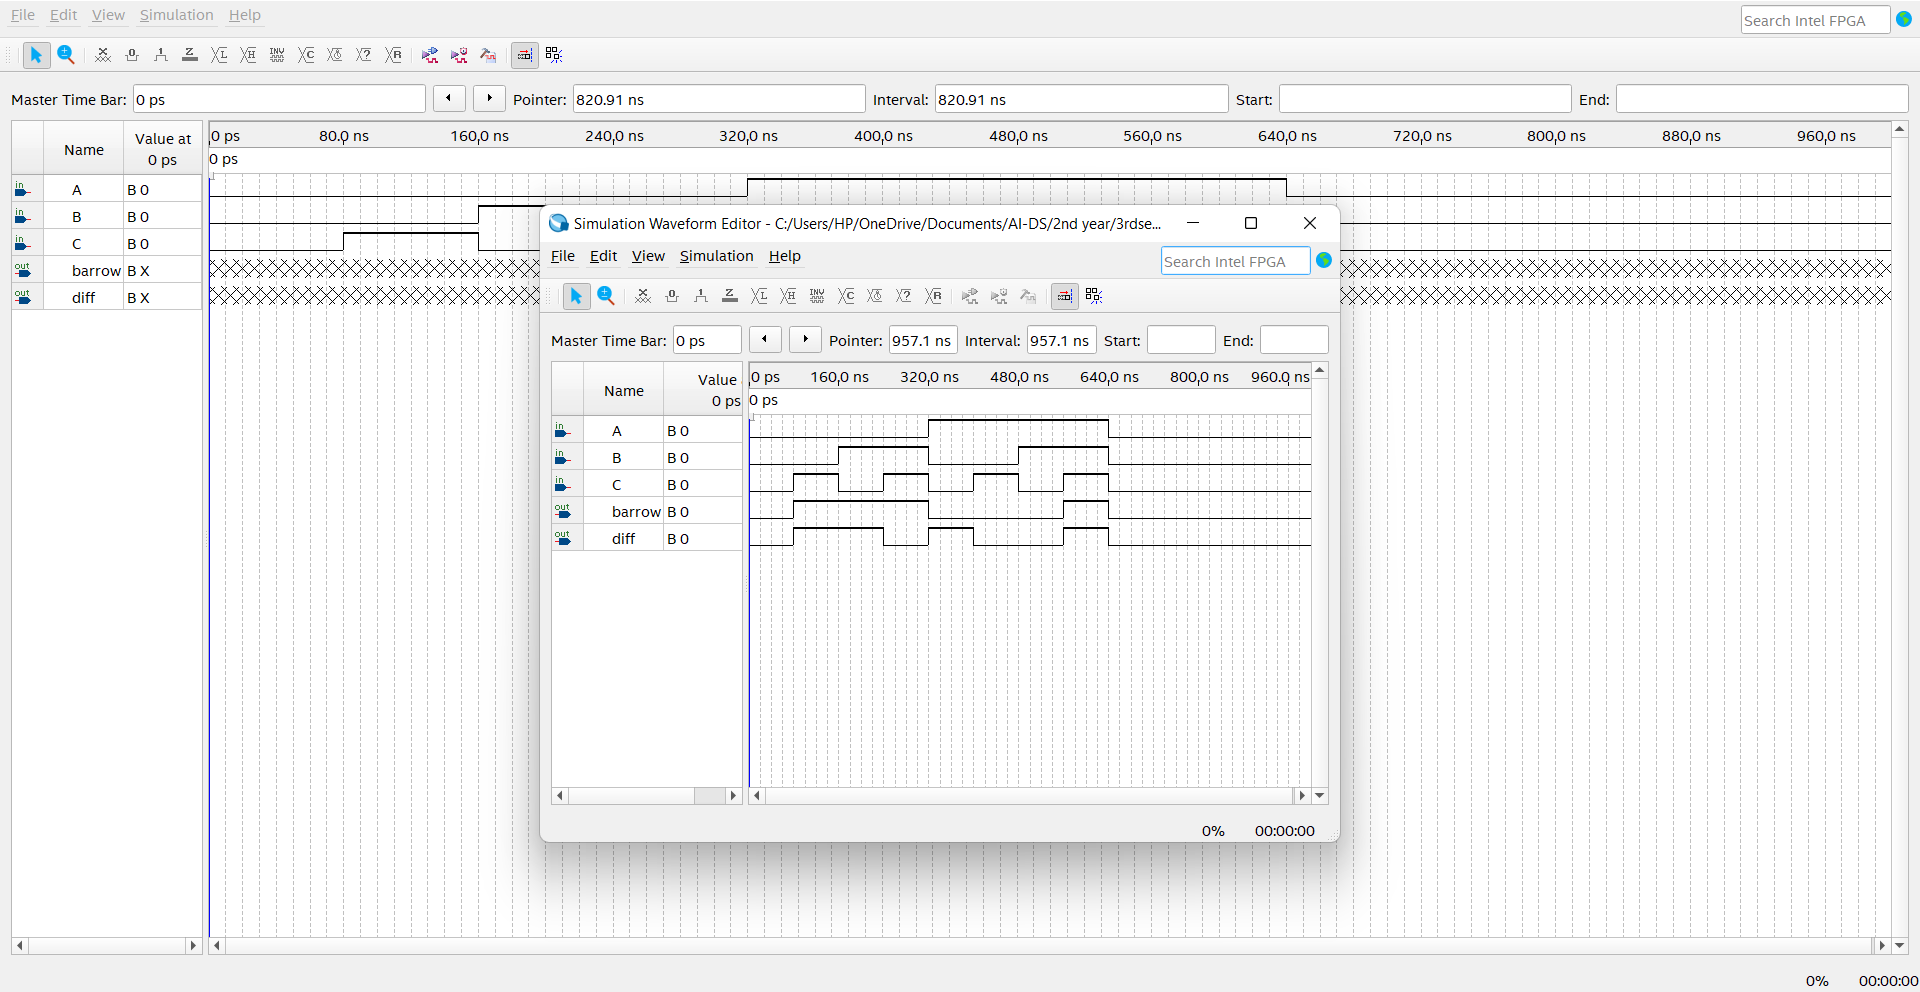 File Edit View Simulation Help
Search Intel FPGA
Master Time Bar: 0 ps Pointer: 820.91 ns Interval: 820.91 ns Start: End:
Name Value at 0 ps
0 ps 80.0 ns 160.0 ns 240.0 ns 320.0 ns 400.0 ns 480.0 ns 560.0 ns 640.0 ns 720.0 ns 800.0 ns 880.0 ns 960.0 ns
0 ps
in A B 0
in B B 0
in C B 0
out barrow B X
out diff B X
Simulation Waveform Editor - C:/Users/HP/OneDrive/Documents/AI-DS/2nd year/3rdse...
File Edit View Simulation Help
Search Intel FPGA
Master Time Bar: 0 ps Pointer: 957.1 ns Interval: 957.1 ns Start: End:
Name Value 0 ps
0 ps 160.0 ns 320.0 ns 480.0 ns 640.0 ns 800.0 ns 960.0 ns
0 ps
in A B 0
in B B 0
in C B 0
out barrow B 0
out diff B 0
0% 00:00:00
0% 00:00:00